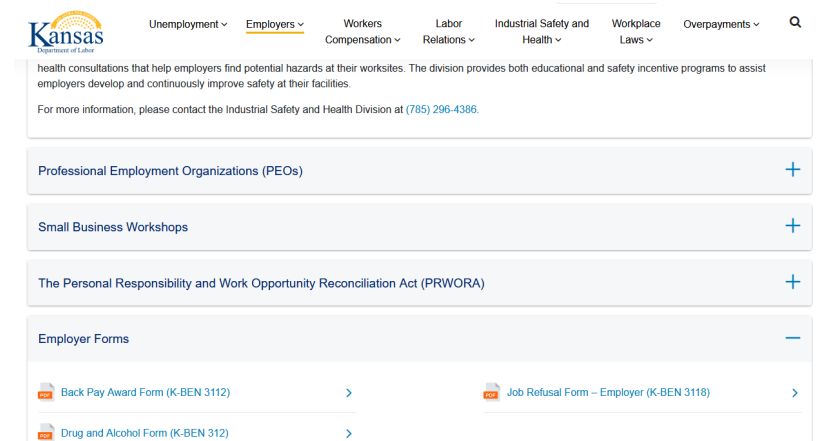 Kansas
Department of Labor
Unemployment
Employers
Workers Compensation
Labor Relations
Industrial Safety and Health
Workplace Laws
Overpayments
health consultations that help employers find potential hazards at their worksites. The division provides both educational and safety incentive programs to assist
employers develop and continuously improve safety at their facilities.
For more information, please contact the Industrial Safety and Health Division at (785) 296-4386.
Professional Employment Organizations (PEOs)
Small Business Workshops
The Personal Responsibility and Work Opportunity Reconciliation Act (PRWORA)
Employer Forms
PDF Back Pay Award Form (K-BEN 3112)
PDF Job Refusal Form – Employer (K-BEN 3118)
PDF Drug and Alcohol Form (K-BEN 312)